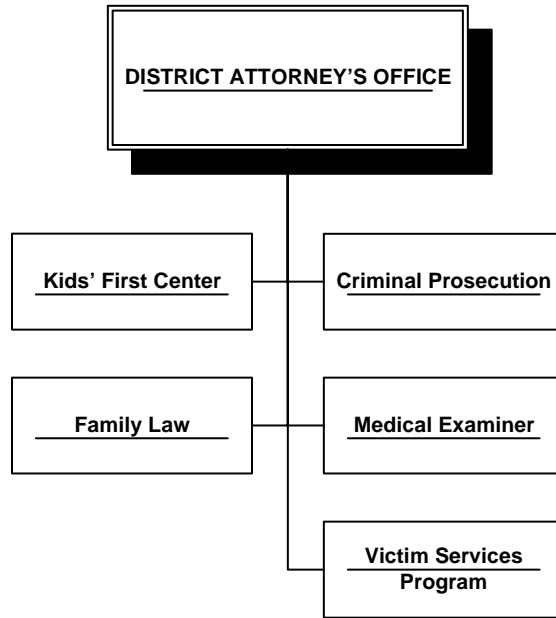 DISTRICT ATTORNEY’S OFFICE
Kids’ First Center
Criminal Prosecution
Family Law
Medical Examiner
Victim Services
Program